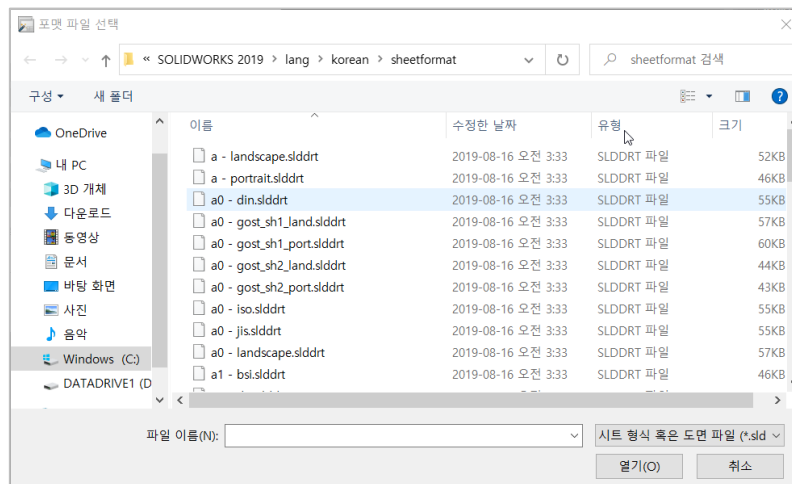 포맷 파일 선택
« SOLIDWORKS 2019 > lang > korean > sheetformat
sheetformat 검색
구성 새 폴더
이름 수정한 날짜 유형 크기
OneDrive
내 PC
3D 개체
다운로드
동영상
문서
바탕 화면
사진
음악
Windows (C:)
DATADRIVE1 (D
a - landscape.slddrt 2019-08-16 오전 3:33 SLDDRT 파일 52KB
a - portrait.slddrt 2019-08-16 오전 3:33 SLDDRT 파일 46KB
a0 - din.slddrt 2019-08-16 오전 3:33 SLDDRT 파일 55KB
a0 - gost_sh1_land.slddrt 2019-08-16 오전 3:33 SLDDRT 파일 57KB
a0 - gost_sh1_port.slddrt 2019-08-16 오전 3:33 SLDDRT 파일 60KB
a0 - gost_sh2_land.slddrt 2019-08-16 오전 3:33 SLDDRT 파일 44KB
a0 - gost_sh2_port.slddrt 2019-08-16 오전 3:33 SLDDRT 파일 43KB
a0 - iso.slddrt 2019-08-16 오전 3:33 SLDDRT 파일 55KB
a0 - jis.slddrt 2019-08-16 오전 3:33 SLDDRT 파일 55KB
a0 - landscape.slddrt 2019-08-16 오전 3:33 SLDDRT 파일 57KB
a1 - bsi.slddrt 2019-08-16 오전 3:33 SLDDRT 파일 46KB
파일 이름(N): 시트 형식 혹은 도면 파일 (*.sld
열기(O) 취소